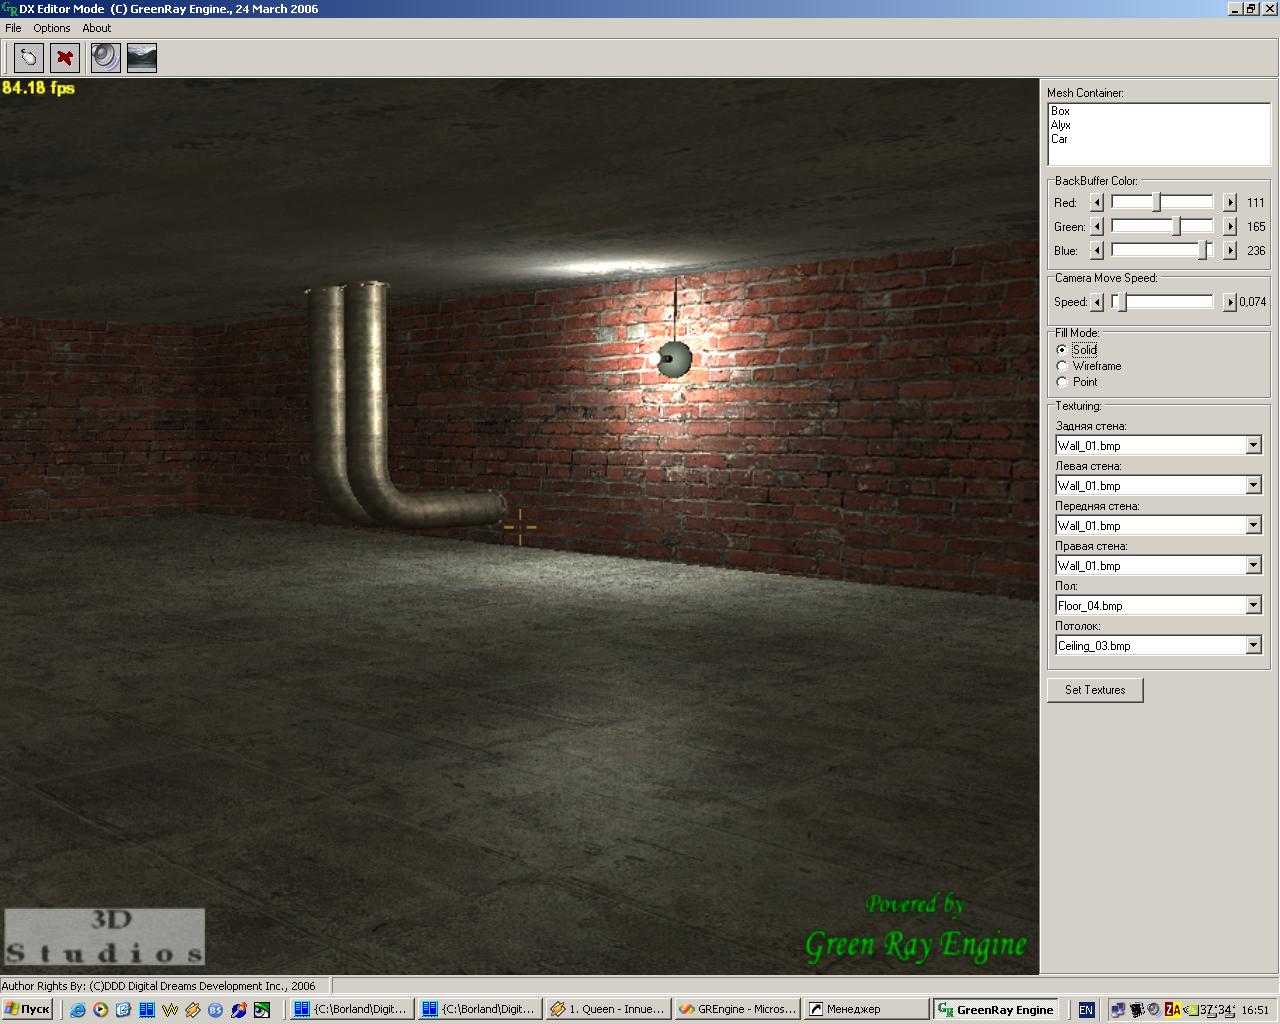 DX Editor Mode (C) GreenRay Engine., 24 March 2006
File Options About
84.18 fps
Mesh Container:
Box
Alyx
Car
BackBuffer Color:
Red: 111
Green: 165
Blue: 236
Camera Move Speed:
Speed: 0,074
Fill Mode:
Solid
Wireframe
Point
Texturing:
Задняя стена:
Wall_01.bmp
Левая стена:
Wall_01.bmp
Передняя стена:
Wall_01.bmp
Правая стена:
Wall_01.bmp
Пол:
Floor_04.bmp
Потолок:
Ceiling_03.bmp
Set Textures
3D
Studios
Powered by
Green Ray Engine
Author Rights By: (C)DDD Digital Dreams Development Inc., 2006
Пуск {C:\Borland\Digit... {C:\Borland\Digit... 1. Queen - Innue... GREngine - Micros... Менеджер GreenRay Engine EN ZA 37°34° 16:51